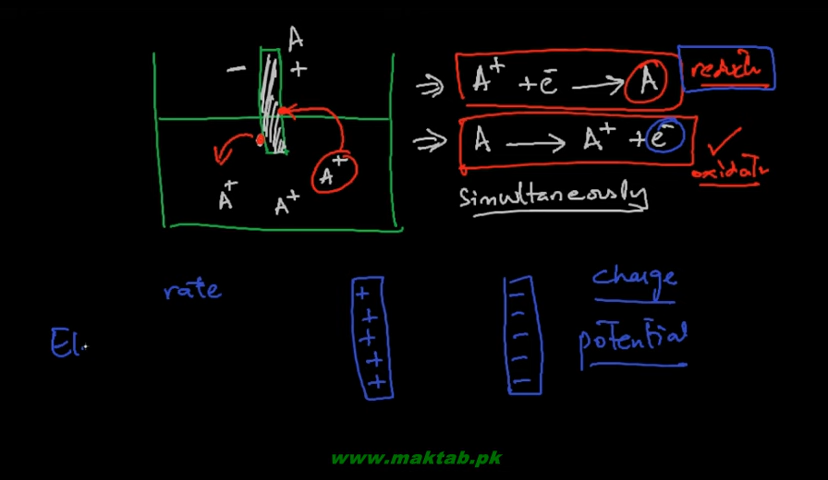 A
− +
⇒ A⁺ + e⁻ → A reductn
⇒ A → A⁺ + e⁻ ✓ oxidatn
A⁺ A⁺ A⁺
Simultaneously
rate
+ + + + +
− − − − −
charge
potential
El
www.maktab.pk